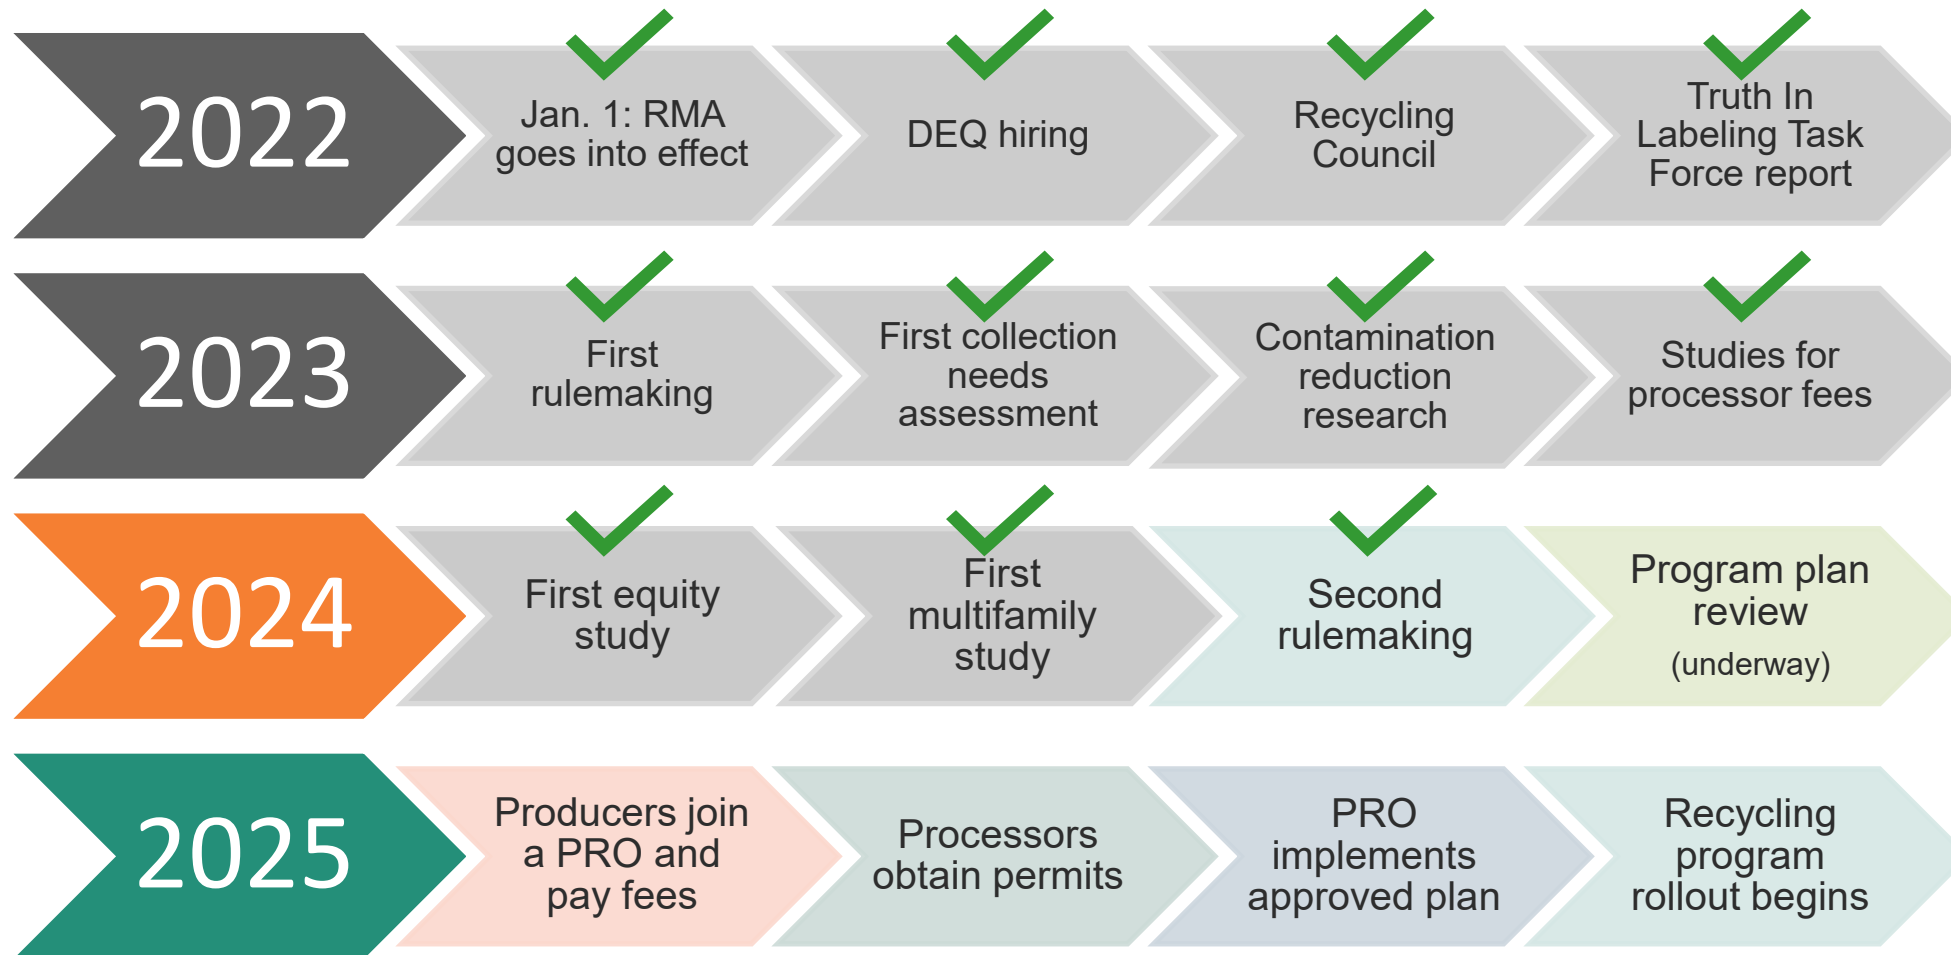 2022
Jan. 1: RMA
goes into effect
DEQ hiring
Recycling
Council
Truth In
Labeling Task
Force report
2023
First
rulemaking
First collection
needs
assessment
Contamination
reduction
research
Studies for
processor fees
2024
First equity
study
First
multifamily
study
Second
rulemaking
Program plan
review
(underway)
2025
Producers join
a PRO and
pay fees
Processors
obtain permits
PRO
implements
approved plan
Recycling
program
rollout begins